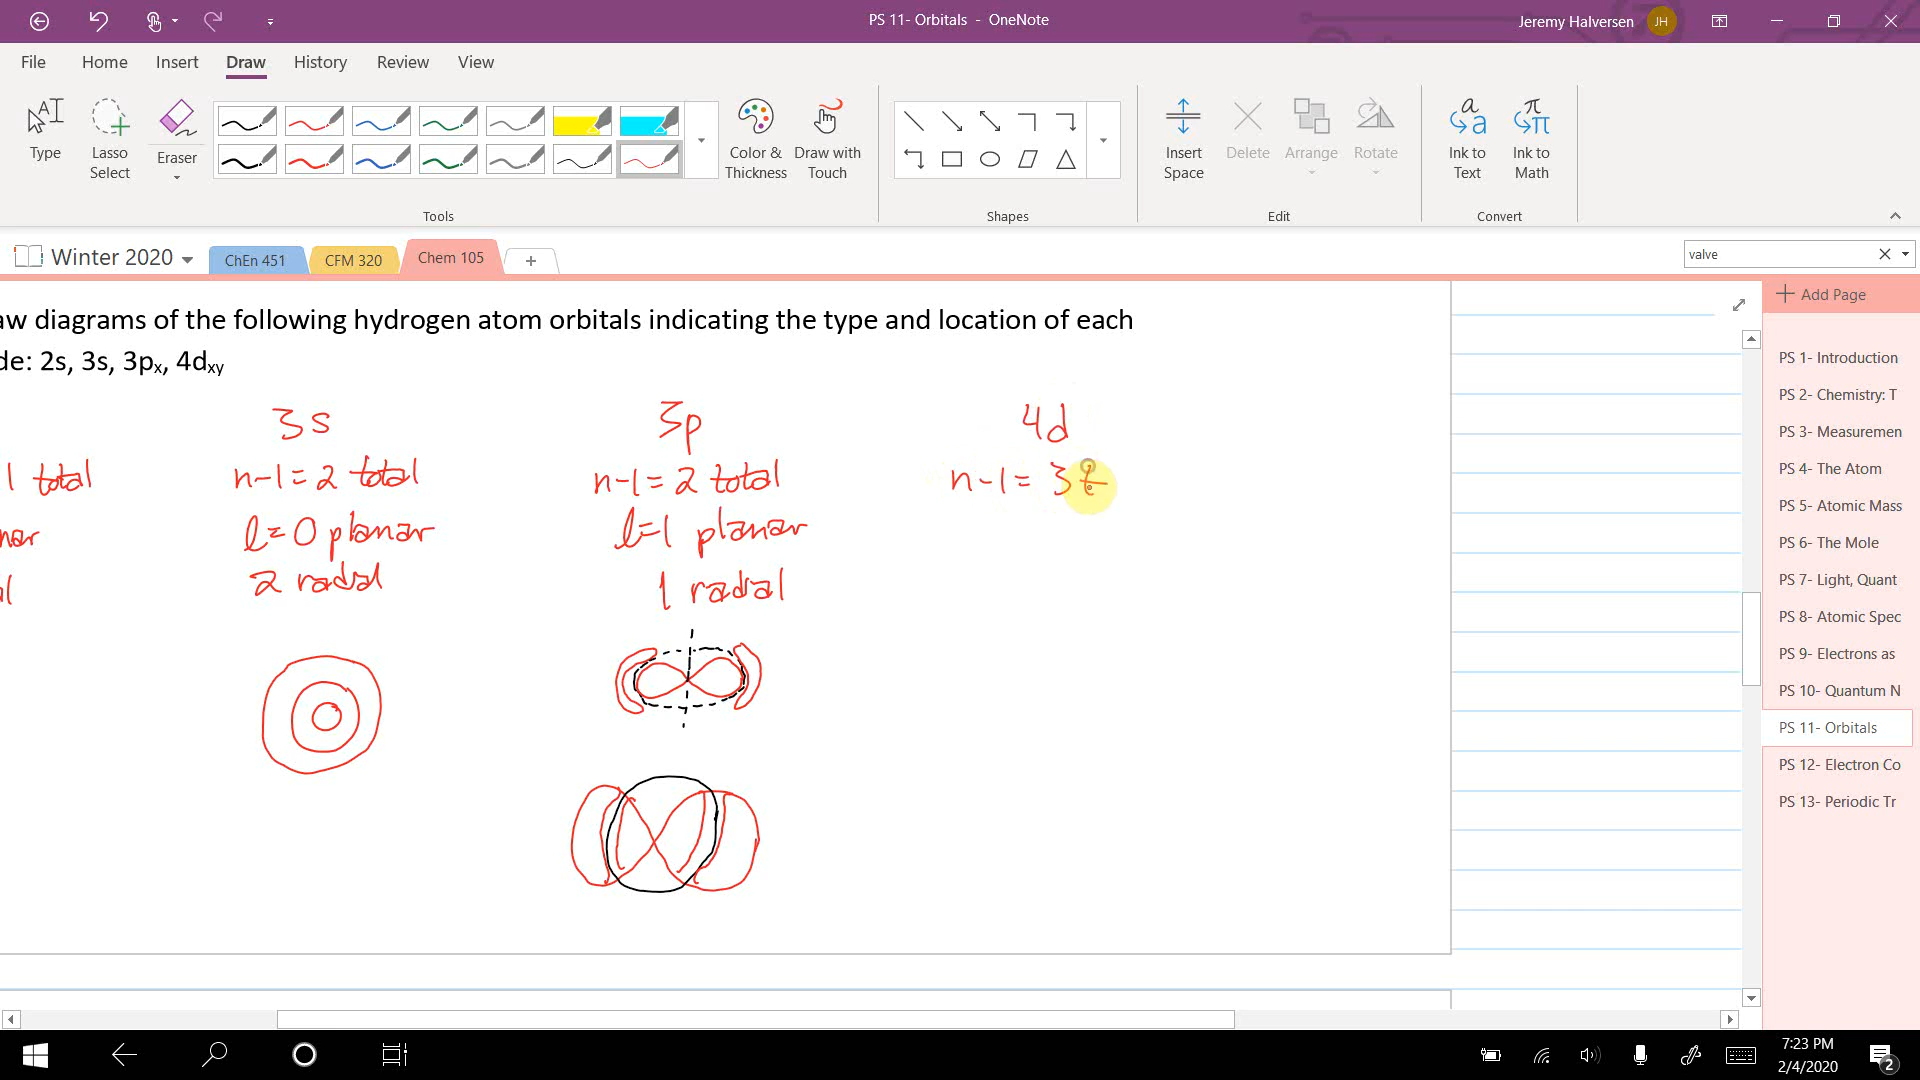 PS 11- Orbitals - OneNote
Jeremy Halversen
JH
File
Home
Insert
Draw
History
Review
View
Type
Lasso
Select
Eraser
Color &
Thickness
Draw with
Touch
Insert
Space
Delete
Arrange
Rotate
Ink to
Text
Ink to
Math
Tools
Shapes
Edit
Convert
Winter 2020
ChEn 451
CFM 320
Chem 105
valve
aw diagrams of the following hydrogen atom orbitals indicating the type and location of each
de: 2s, 3s, 3pₓ, 4dxy
1 total
nar
al
3s
n-1=2 total
l=0 planar
2 radial
3p
n-1=2 total
l=1 planar
1 radial
4d
n-1= 3 t
Add Page
PS 1- Introduction
PS 2- Chemistry: T
PS 3- Measuremen
PS 4- The Atom
PS 5- Atomic Mass
PS 6- The Mole
PS 7- Light, Quant
PS 8- Atomic Spec
PS 9- Electrons as
PS 10- Quantum N
PS 11- Orbitals
PS 12- Electron Co
PS 13- Periodic Tr
7:23 PM
2/4/2020
2